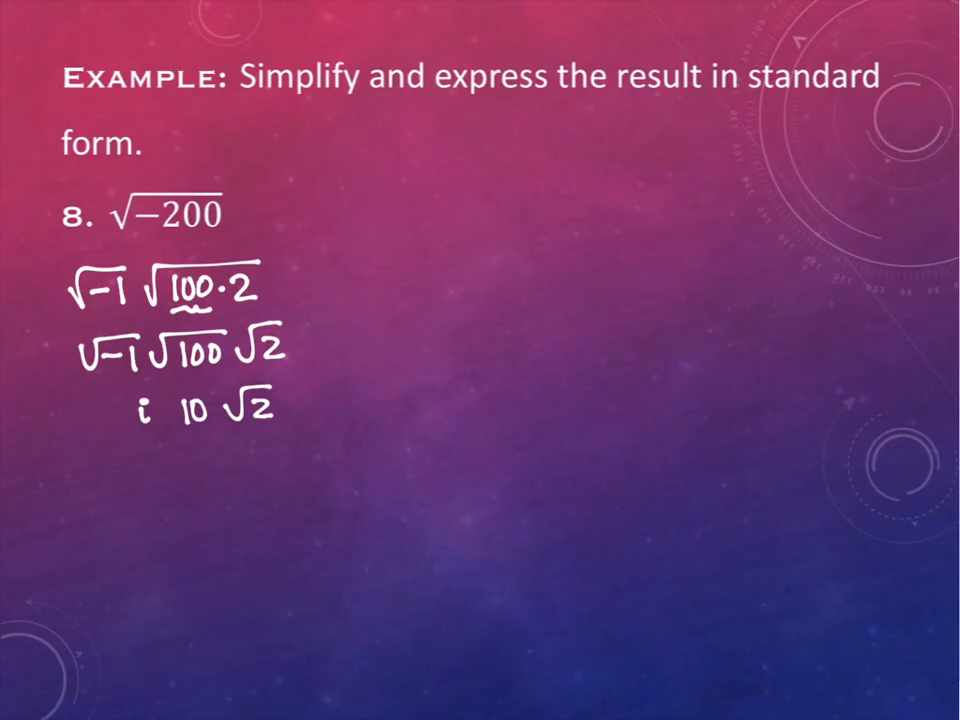 EXAMPLE: Simplify and express the result in standard
form.
8. √−200
√−1 √100·2
√−1 √100 √2
i 10 √2